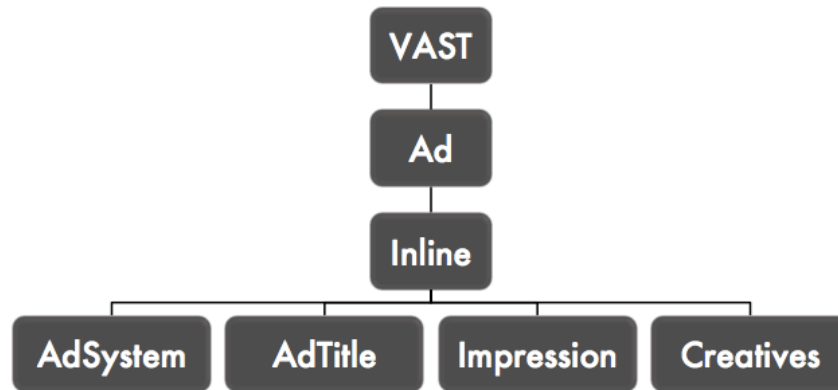 VAST
Ad
Inline
AdSystem
AdTitle
Impression
Creatives